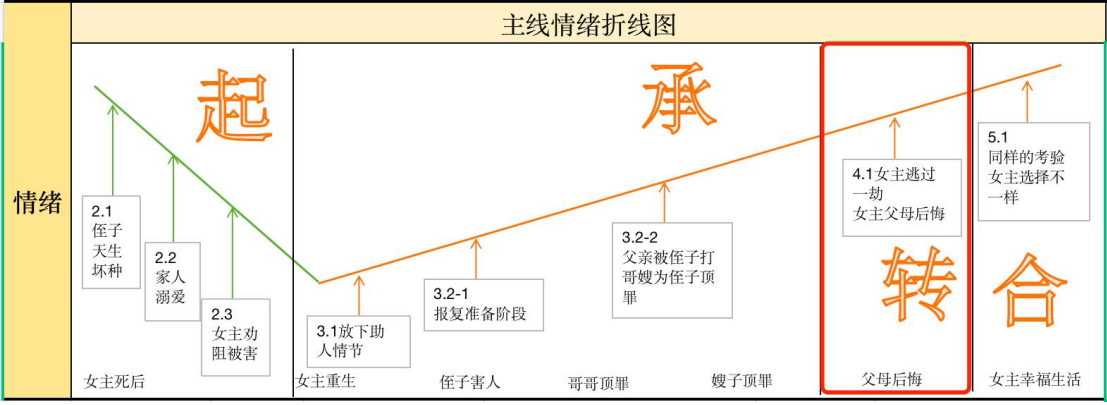 主线情绪折线图
情绪
起
承
转
合
2.1
侄子
天生
坏种
2.2
家人
溺爱
2.3
女主劝
阻被害
3.1放下助
人情节
3.2-1
报复准备阶段
3.2-2
父亲被侄子打
哥嫂为侄子顶
罪
4.1女主逃过
一劫
女主父母后悔
5.1
同样的考验
女主选择不
一样
女主死后
女主重生
侄子害人
哥哥顶罪
嫂子顶罪
父母后悔
女主幸福生活